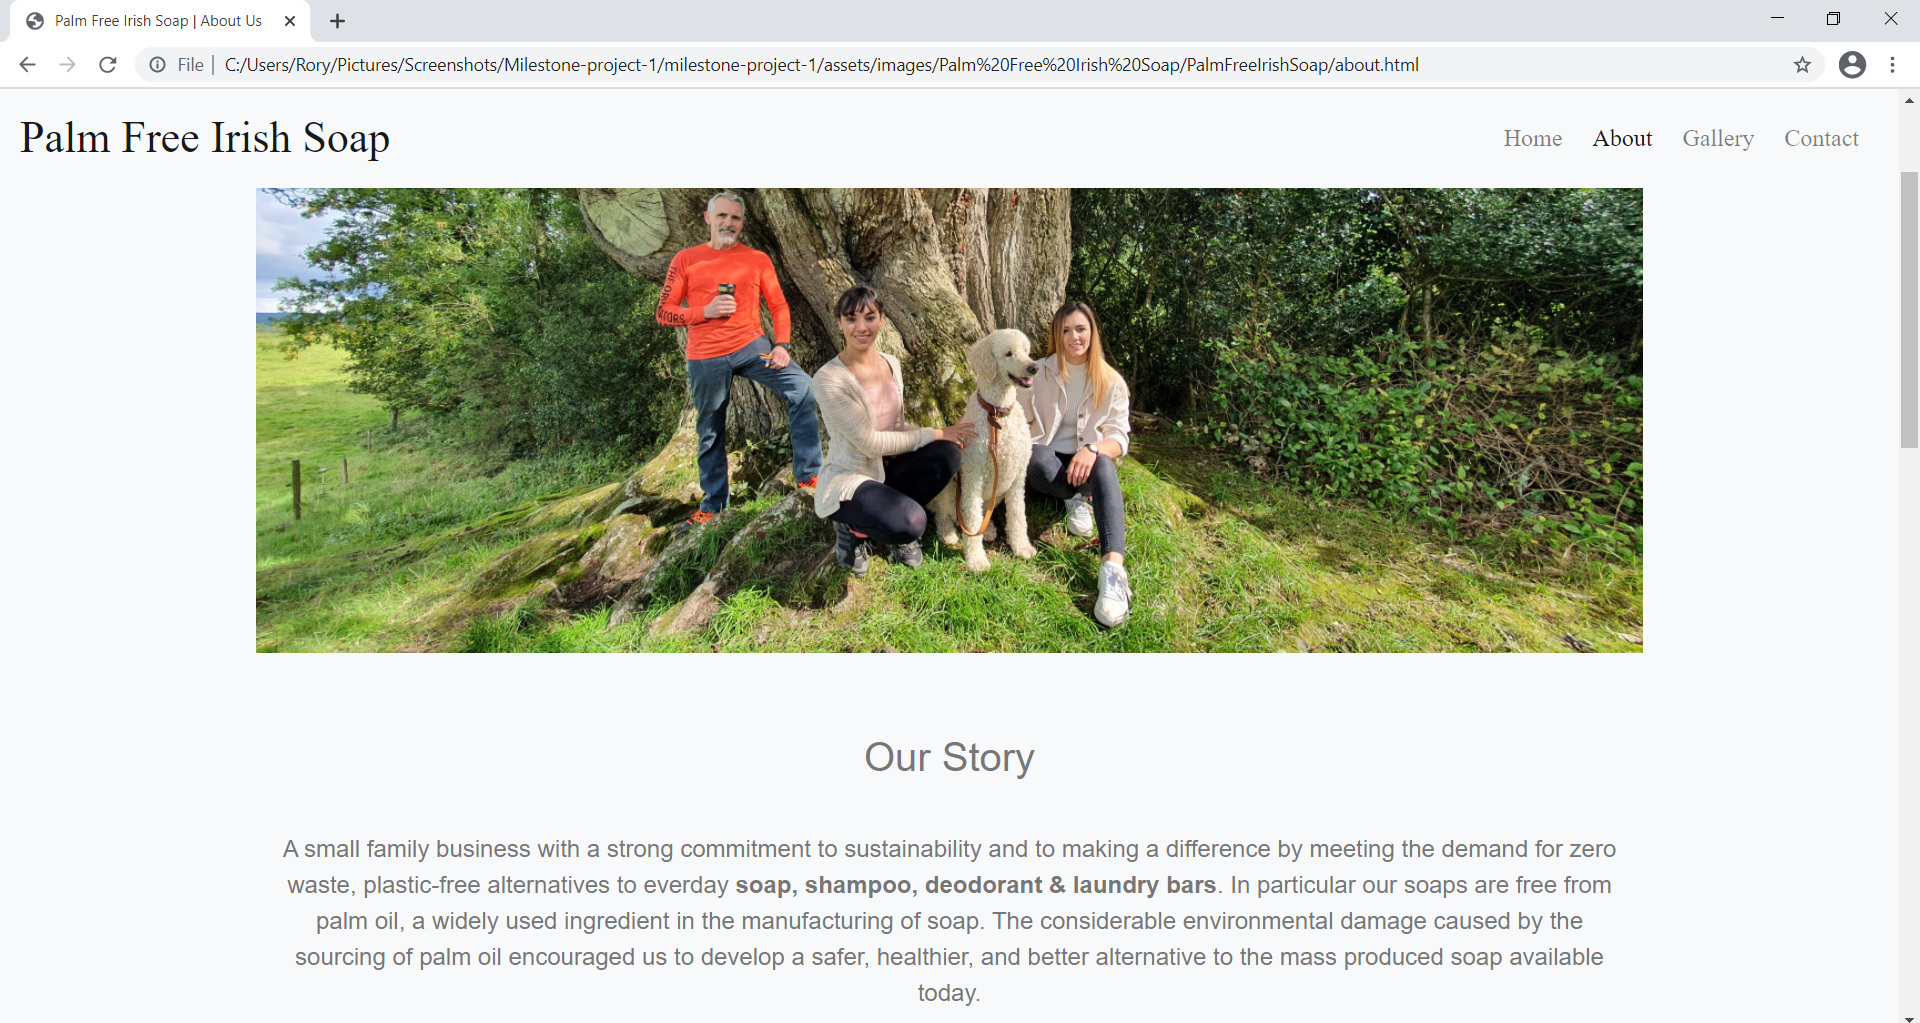 Palm Free Irish Soap | About Us
File
C:/Users/Rory/Pictures/Screenshots/Milestone-project-1/milestone-project-1/assets/images/Palm%20Free%20Irish%20Soap/PalmFreeIrishSoap/about.html
Palm Free Irish Soap
Home About Gallery Contact
Our Story
A small family business with a strong commitment to sustainability and to making a difference by meeting the demand for zero
waste, plastic-free alternatives to everday soap, shampoo, deodorant & laundry bars. In particular our soaps are free from
palm oil, a widely used ingredient in the manufacturing of soap. The considerable environmental damage caused by the
sourcing of palm oil encouraged us to develop a safer, healthier, and better alternative to the mass produced soap available
today.